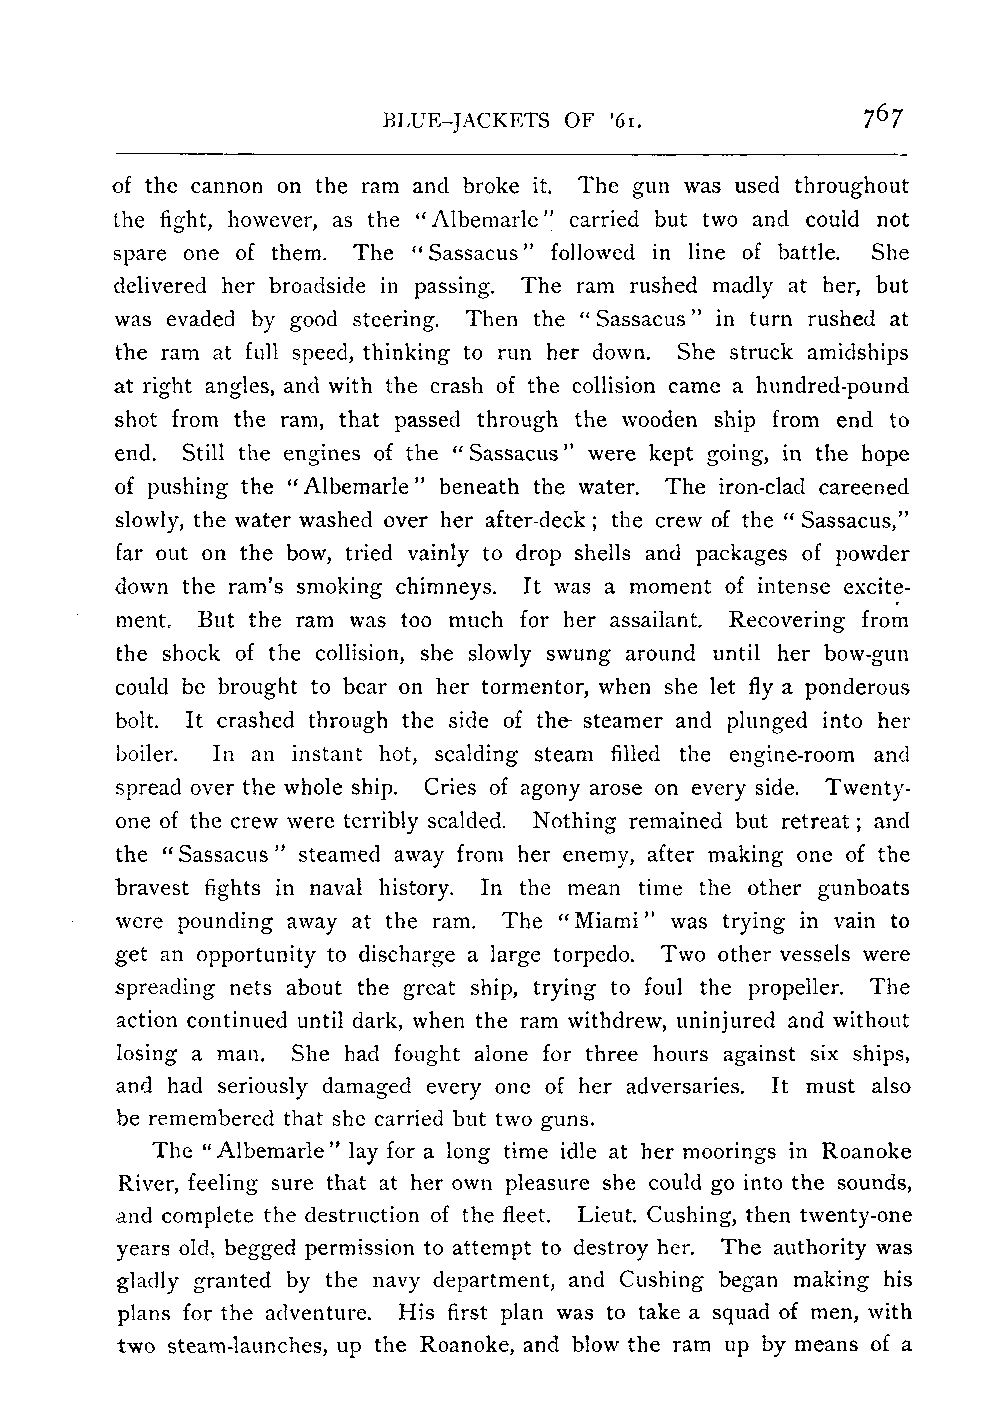 BLUE-JACKETS OF '61. 767
of the cannon on the ram and broke it. The gun was used throughout
the fight, however, as the "Albemarle" carried but two and could not
spare one of them. The "Sassacus" followed in line of battle. She
delivered her broadside in passing. The ram rushed madly at her, but
was evaded by good steering. Then the "Sassacus" in turn rushed at
the ram at full speed, thinking to run her down. She struck amidships
at right angles, and with the crash of the collision came a hundred-pound
shot from the ram, that passed through the wooden ship from end to
end. Still the engines of the "Sassacus" were kept going, in the hope
of pushing the "Albemarle" beneath the water. The iron-clad careened
slowly, the water washed over her after-deck; the crew of the "Sassacus,"
far out on the bow, tried vainly to drop shells and packages of powder
down the ram's smoking chimneys. It was a moment of intense excite-
ment. But the ram was too much for her assailant. Recovering from
the shock of the collision, she slowly swung around until her bow-gun
could be brought to bear on her tormentor, when she let fly a ponderous
bolt. It crashed through the side of the steamer and plunged into her
boiler. In an instant hot, scalding steam filled the engine-room and
spread over the whole ship. Cries of agony arose on every side. Twenty-
one of the crew were terribly scalded. Nothing remained but retreat; and
the "Sassacus" steamed away from her enemy, after making one of the
bravest fights in naval history. In the mean time the other gunboats
were pounding away at the ram. The "Miami" was trying in vain to
get an opportunity to discharge a large torpedo. Two other vessels were
spreading nets about the great ship, trying to foul the propeller. The
action continued until dark, when the ram withdrew, uninjured and without
losing a man. She had fought alone for three hours against six ships,
and had seriously damaged every one of her adversaries. It must also
be remembered that she carried but two guns.
The "Albemarle" lay for a long time idle at her moorings in Roanoke
River, feeling sure that at her own pleasure she could go into the sounds,
and complete the destruction of the fleet. Lieut. Cushing, then twenty-one
years old, begged permission to attempt to destroy her. The authority was
gladly granted by the navy department, and Cushing began making his
plans for the adventure. His first plan was to take a squad of men, with
two steam-launches, up the Roanoke, and blow the ram up by means of a